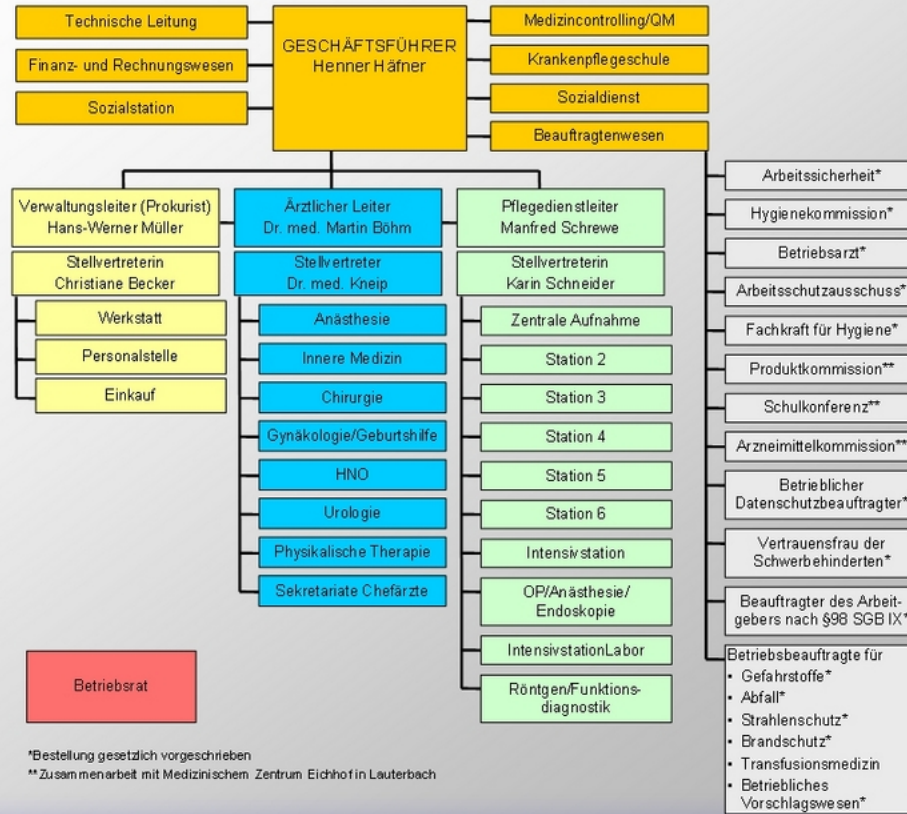 Technische Leitung
Finanz- und Rechnungswesen
Sozialstation
GESCHÄFTSFÜHRER
Henner Häfner
Medizincontrolling/QM
Krankenpflegeschule
Sozialdienst
Beauftragtenwesen
Verwaltungsleiter (Prokurist)
Hans-Werner Müller
Stellvertreterin
Christiane Becker
Werkstatt
Personalstelle
Einkauf
Ärztlicher Leiter
Dr. med. Martin Böhm
Stellvertreter
Dr. med. Kneip
Anästhesie
Innere Medizin
Chirurgie
Gynäkologie/Geburtshilfe
HNO
Urologie
Physikalische Therapie
Sekretariate Chefärzte
Pflegedienstleiter
Manfred Schrewe
Stellvertreterin
Karin Schneider
Zentrale Aufnahme
Station 2
Station 3
Station 4
Station 5
Station 6
Intensivstation
OP/Anästhesie/
Endoskopie
IntensivstationLabor
Röntgen/Funktions-
diagnostik
Arbeitssicherheit*
Hygienekommission*
Betriebsarzt*
Arbeitsschutzausschuss*
Fachkraft für Hygiene*
Produktkommission**
Schulkonferenz**
Arzneimittelkommission**
Betrieblicher
Datenschutzbeauftragter*
Vertrauensfrau der
Schwerbehinderten*
Beauftragter des Arbeit-
gebers nach §98 SGB IX*
Betriebsbeauftragte für
• Gefahrstoffe*
• Abfall*
• Strahlenschutz*
• Brandschutz*
• Transfusionsmedizin
• Betriebliches
Vorschlagswesen*
Betriebsrat
*Bestellung gesetzlich vorgeschrieben
**Zusammenarbeit mit Medizinischem Zentrum Eichhof in Lauterbach